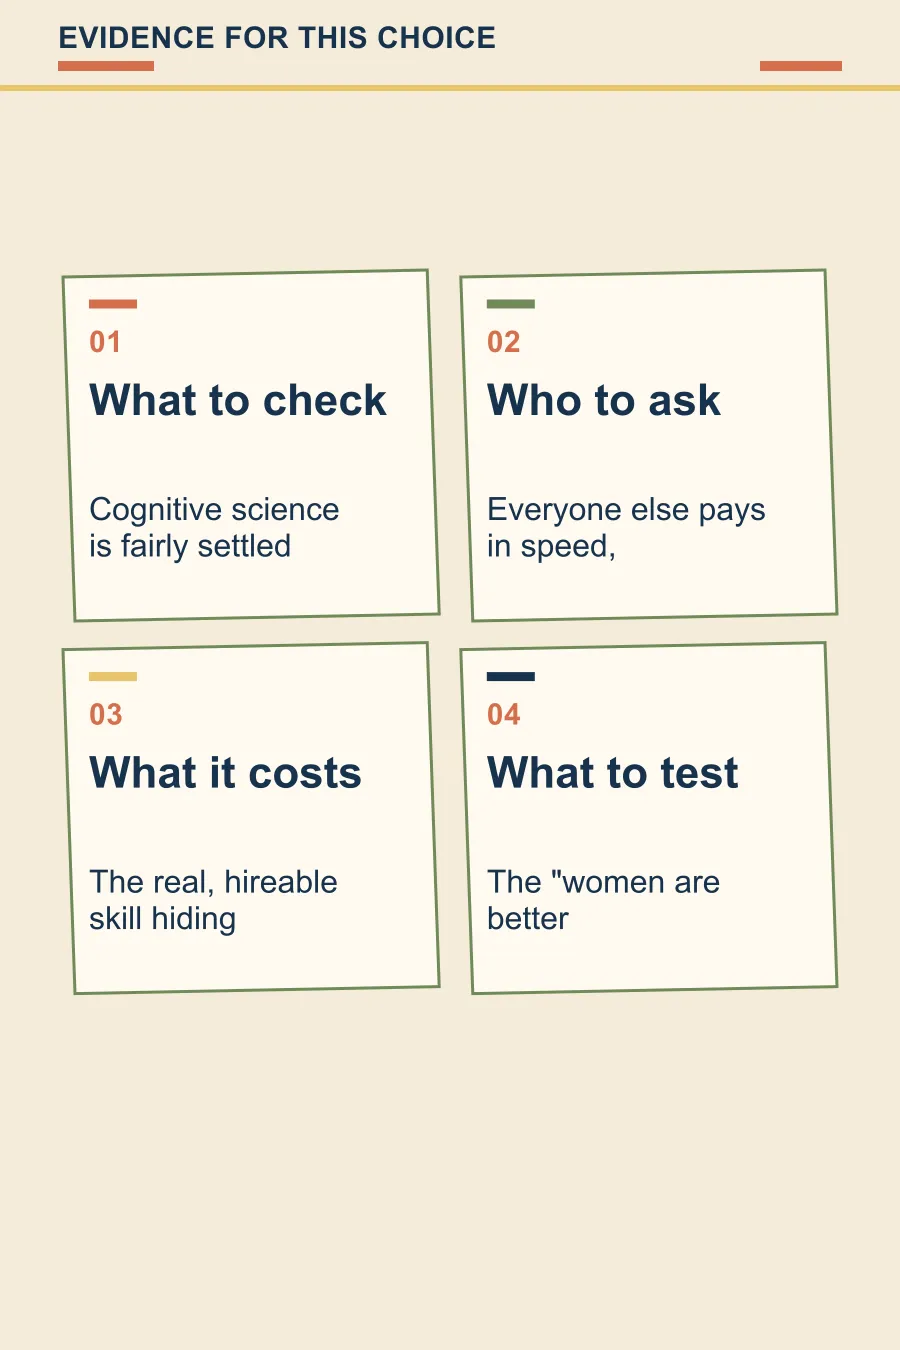 EVIDENCE FOR THIS CHOICE
01
What to check
Cognitive science
is fairly settled
02
Who to ask
Everyone else pays
in speed,
03
What it costs
The real, hireable
skill hiding
04
What to test
The "women are
better